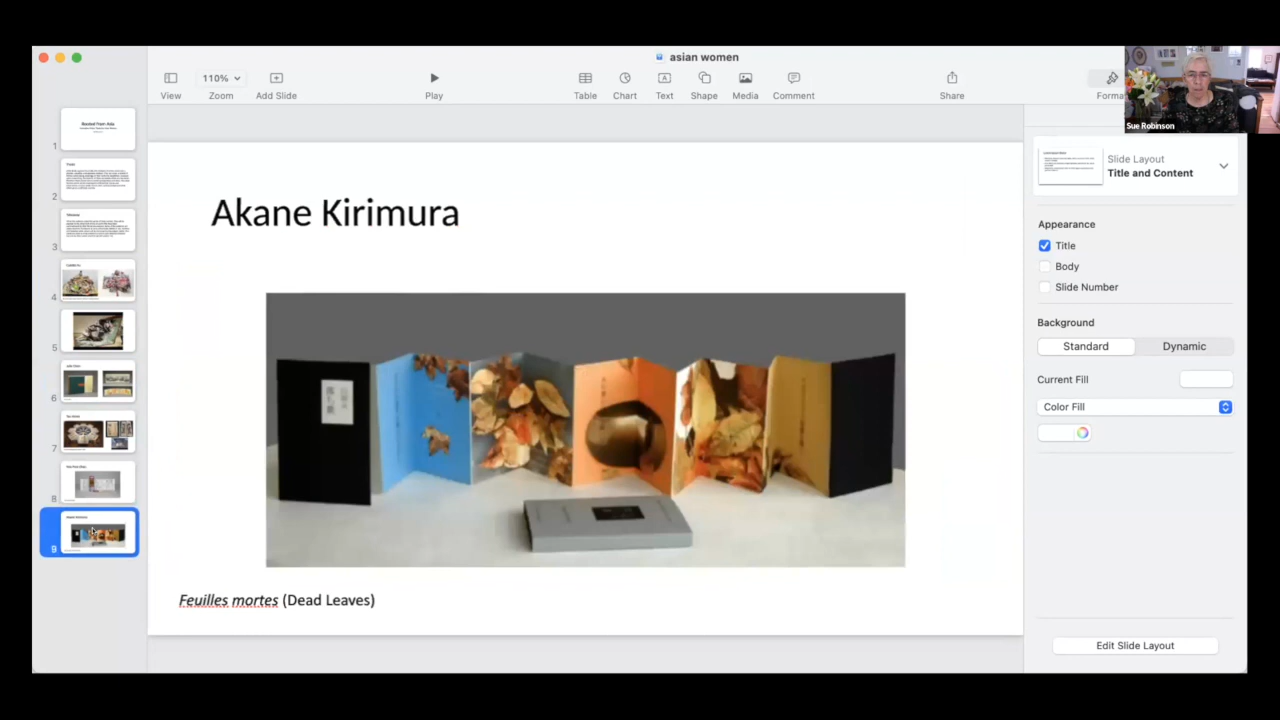 asian women
110%
View
Zoom
Add Slide
Play
Table
Chart
Text
Shape
Media
Comment
Share
Format
Sue Robinson
1
2
3
4
5
6
7
8
9
Akane Kirimura
Feuilles mortes (Dead Leaves)
Slide Layout
Title and Content
Appearance
Title
Body
Slide Number
Background
Standard
Dynamic
Current Fill
Color Fill
Edit Slide Layout